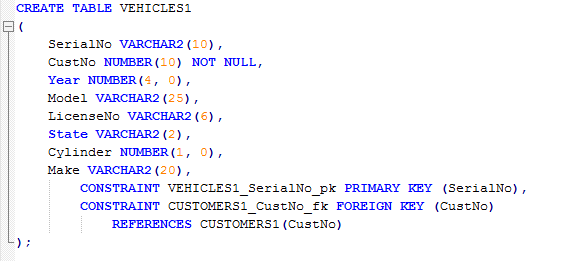 CREATE TABLE VEHICLES1
(
SerialNo VARCHAR2(10),
CustNo NUMBER(10) NOT NULL,
Year NUMBER(4, 0),
Model VARCHAR2(25),
LicenseNo VARCHAR2(6),
State VARCHAR2(2),
Cylinder NUMBER(1, 0),
Make VARCHAR2(20),
CONSTRAINT VEHICLES1_SerialNo_pk PRIMARY KEY (SerialNo),
CONSTRAINT CUSTOMERS1_CustNo_fk FOREIGN KEY (CustNo)
REFERENCES CUSTOMERS1(CustNo)
);